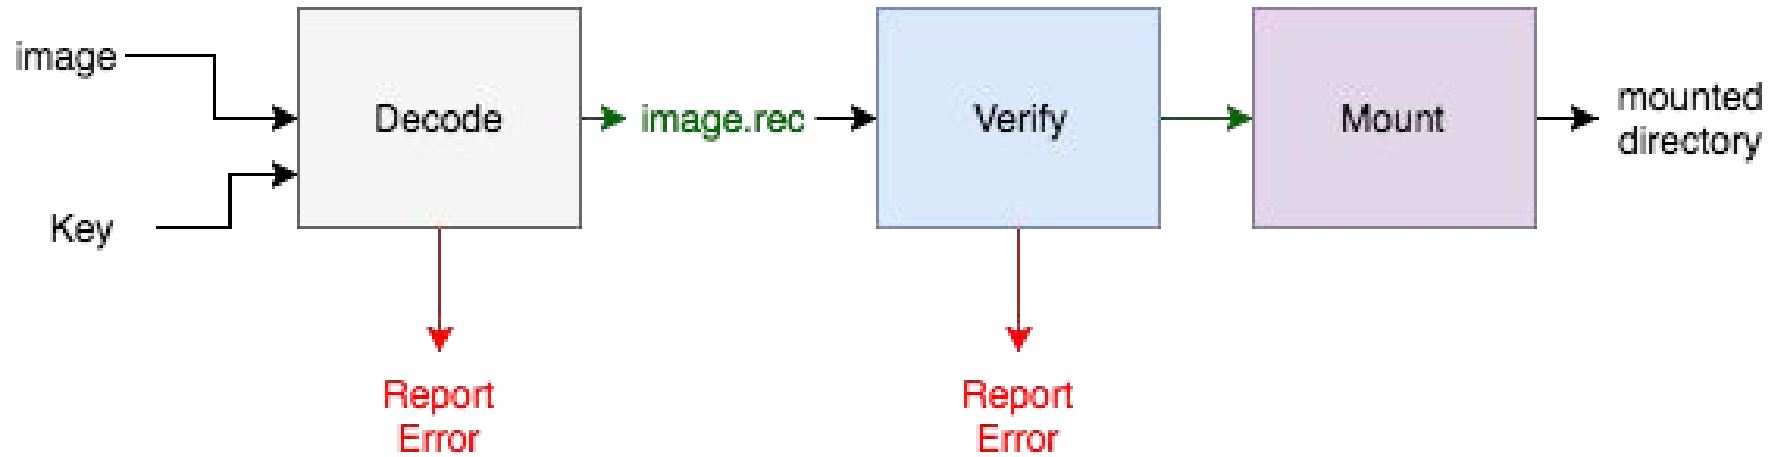 image
Key
Decode
image.rec
Verify
Mount
mounted
directory
Report
Error
Report
Error